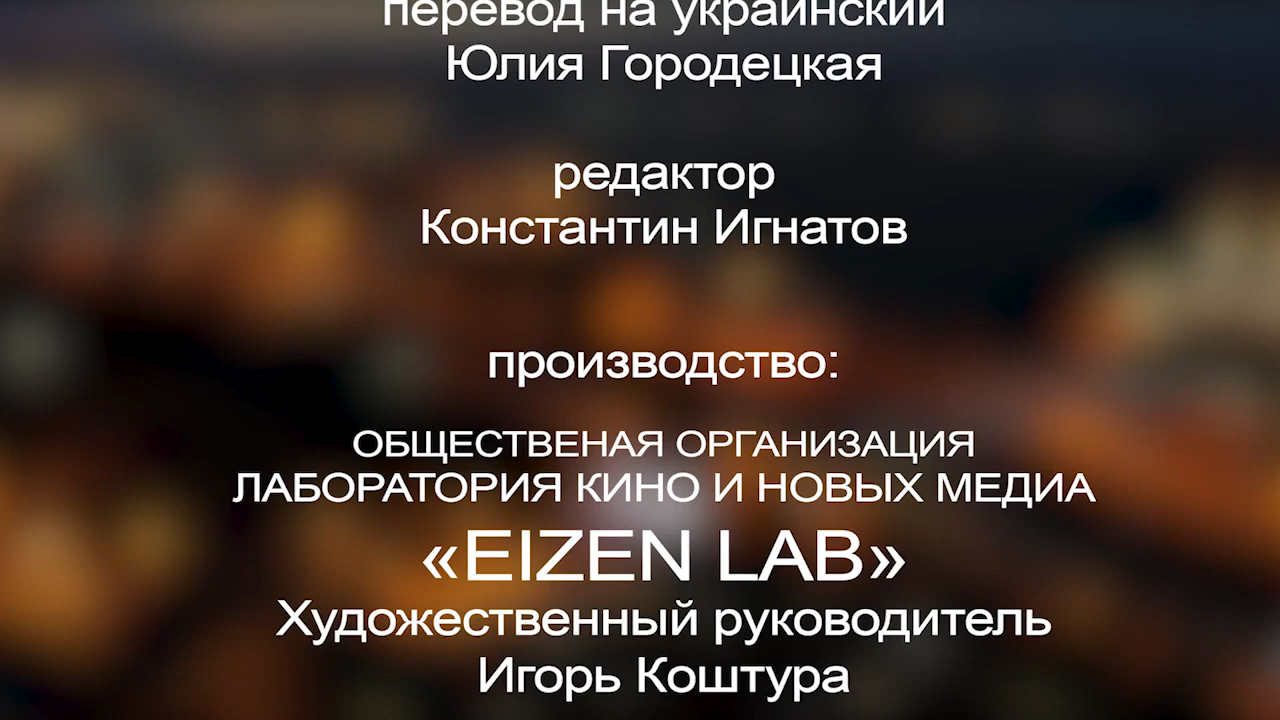 перевод на украинский
Юлия Городецкая
редактор
Константин Игнатов
производство:
ОБЩЕСТВЕНАЯ ОРГАНИЗАЦИЯ
ЛАБОРАТОРИЯ КИНО И НОВЫХ МЕДИА
«EIZEN LAB»
Художественный руководитель
Игорь Коштура